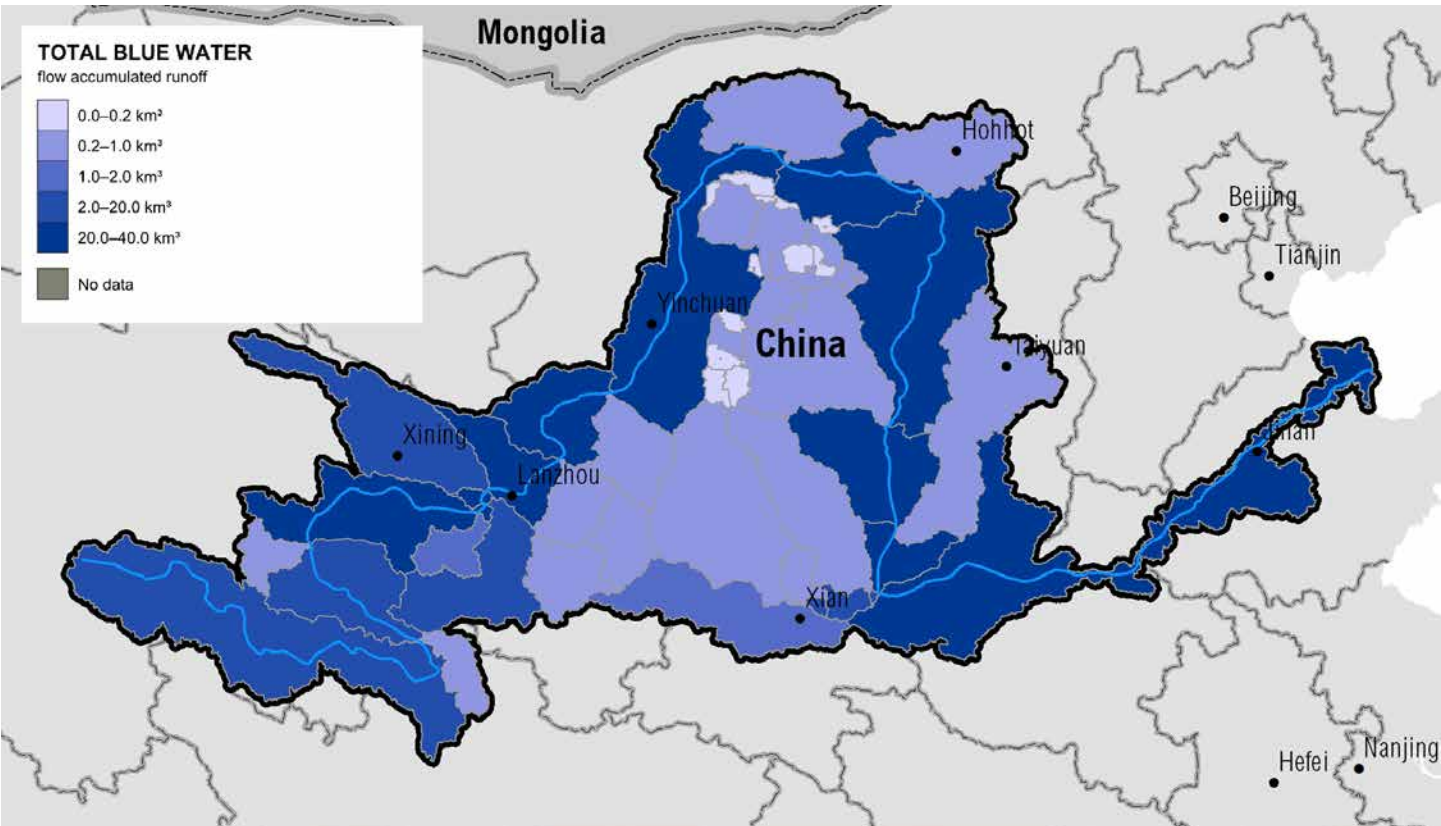 Mongolia
TOTAL BLUE WATER
flow accumulated runoff
0.0–0.2 km³
0.2–1.0 km³
1.0–2.0 km³
2.0–20.0 km³
20.0–40.0 km³
No data
Hohhot
Beijing
Tianjin
Yinchuan
China
Taiyuan
Xining
Jinan
Lanzhou
Xian
Hefei
Nanjing